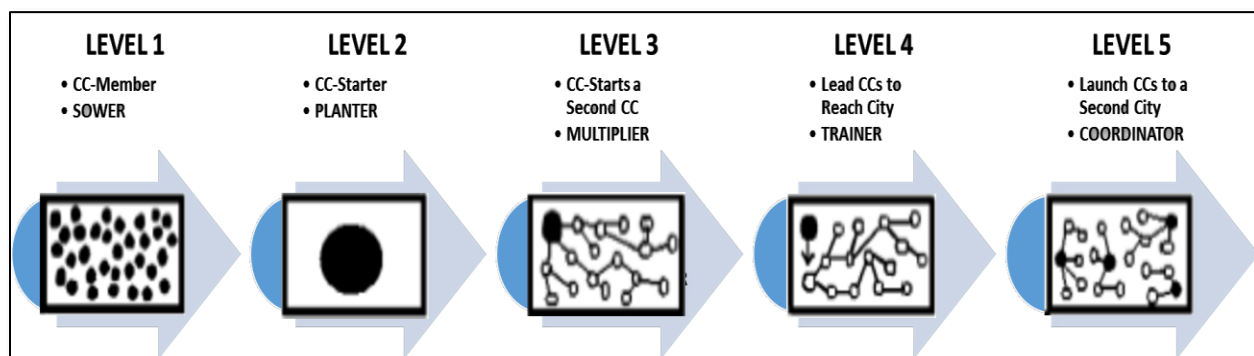 LEVEL 1
• CC-Member
• SOWER
LEVEL 2
• CC-Starter
• PLANTER
LEVEL 3
• CC-Starts a
Second CC
• MULTIPLIER
LEVEL 4
• Lead CCs to
Reach City
• TRAINER
LEVEL 5
• Launch CCs to a
Second City
• COORDINATOR